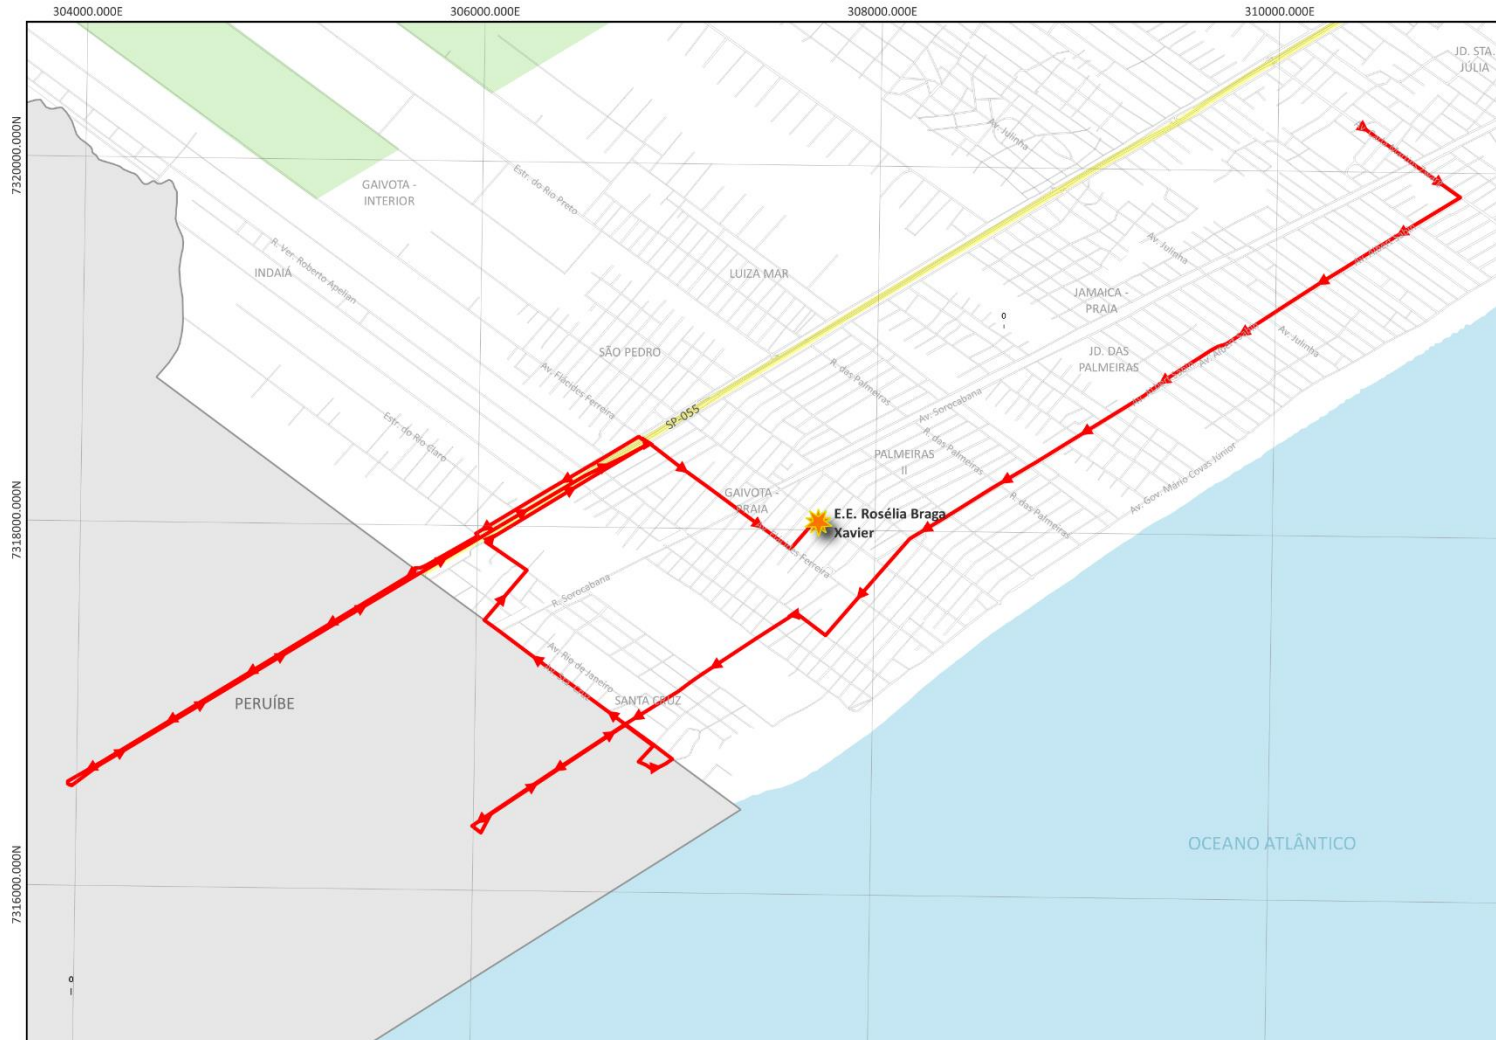 304000.000E
306000.000E
308000.000E
310000.000E
JD. STA.
JÚLIA
Av. Julinha
7320000.000N
GAIVOTA -
INTERIOR
Estr. do Rio Preto
R. Ver. Roberto Apelian
INDAIÁ
LUIZA MAR
Av. Julinha
JAMAICA -
PRAIA
0
SÃO PEDRO
JD. DAS
PALMEIRAS
Av. Julinha
Av. Flácides Ferreira
R. das Palmeiras
Av. Sorocabana
SP-055
Estr. do Rio Claro
R. das Palmeiras
PALMEIRAS
II
Av. Gov. Mário Covas Júnior
GAIVOTA -
PRAIA
R. das Palmeiras
7318000.000N
E.E. Rosélia Braga
Xavier
Ferreira
R. Sorocabana
Av. Rio de Janeiro
SANTA CRUZ
PERUÍBE
OCEANO ATLÂNTICO
7316000.000N
0